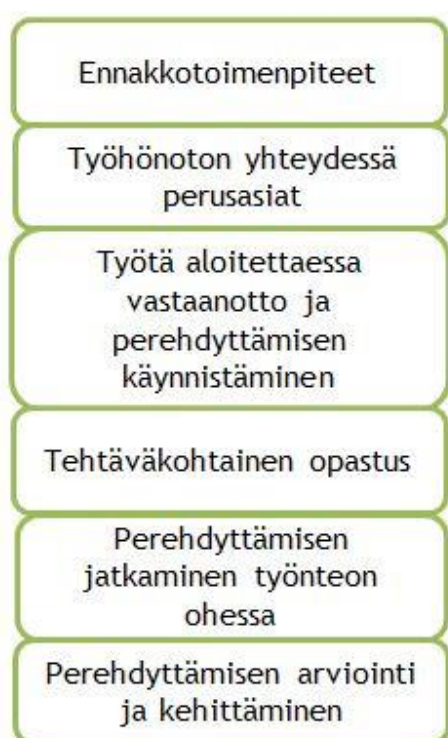 Ennakkotoimenpiteet
Työhönoton yhteydessä
perusasiat
Työtä aloitettaessa
vastaanotto ja
perehdyttämisen
käynnistäminen
Tehtäväkohtainen opastus
Perehdyttämisen
jatkaminen työnteon
ohessa
Perehdyttämisen arviointi
ja kehittäminen